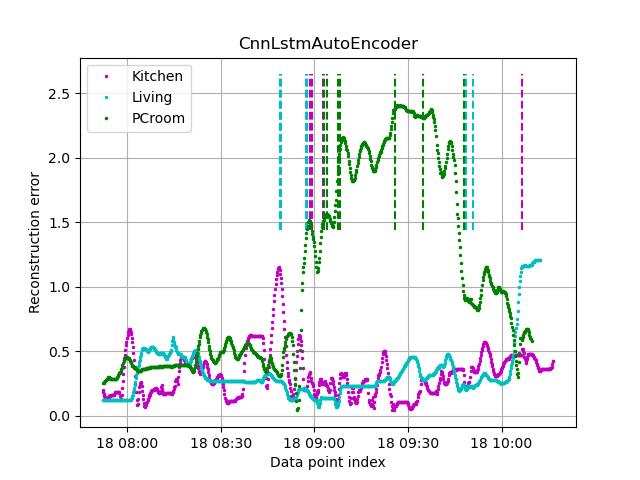 CnnLstmAutoEncoder
Kitchen
Living
PCroom
2.5
2.0
1.5
1.0
0.5
0.0
Reconstruction error
18 08:00 18 08:30 18 09:00 18 09:30 18 10:00
Data point index